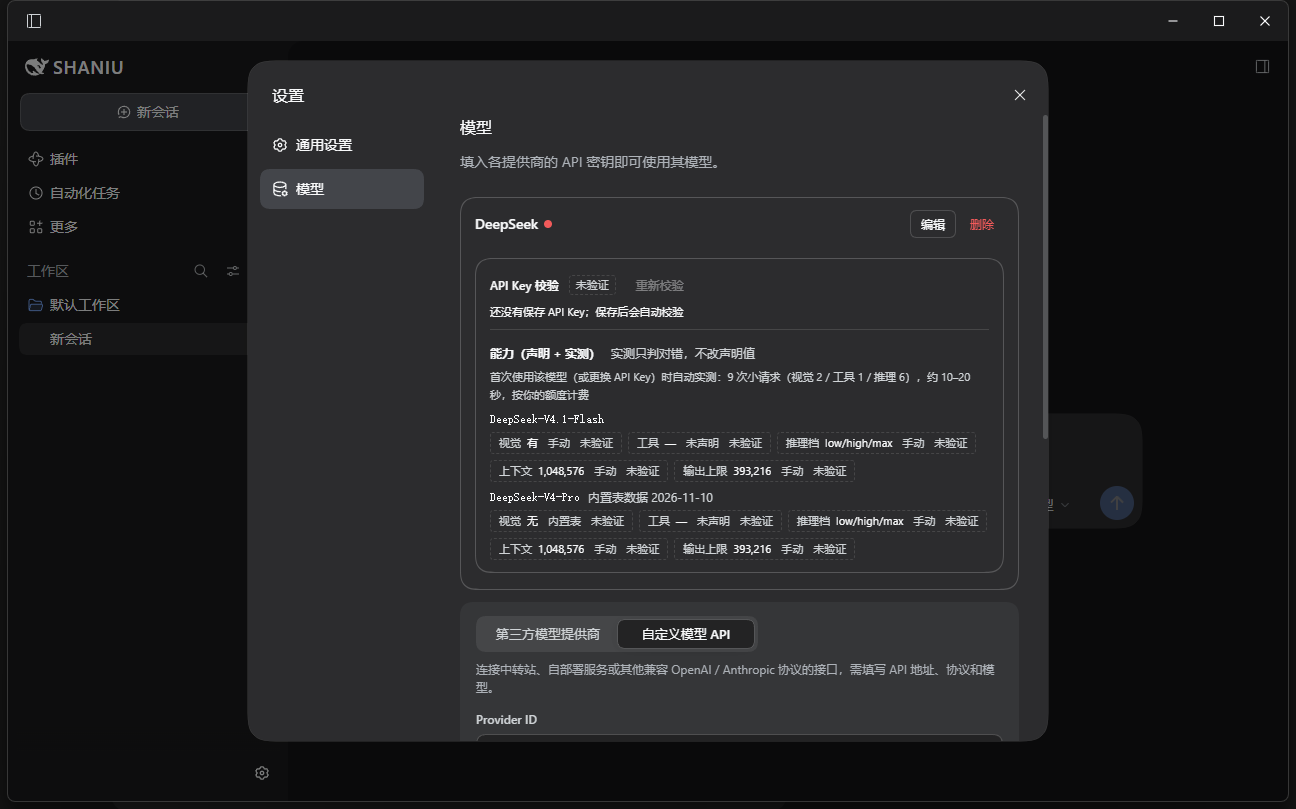 SHANIU
新会话
插件
自动化任务
更多
工作区
默认工作区
新会话
设置
通用设置
模型
模型
填入各提供商的 API 密钥即可使用其模型。
DeepSeek
编辑 删除
API Key 校验 未验证 重新校验
还没有保存 API Key；保存后会自动校验
能力（声明 + 实测） 实测只判对错，不改声明值
首次使用该模型（或更换 API Key）时自动实测：9 次小请求（视觉 2 / 工具 1 / 推理 6），约 10–20
秒，按你的额度计费
DeepSeek-V4.1-Flash
视觉 有 手动 未验证 工具 — 未声明 未验证 推理档 low/high/max 手动 未验证
上下文 1,048,576 手动 未验证 输出上限 393,216 手动 未验证
DeepSeek-V4-Pro 内置表数据 2026-11-10
视觉 无 内置表 未验证 工具 — 未声明 未验证 推理档 low/high/max 手动 未验证
上下文 1,048,576 手动 未验证 输出上限 393,216 手动 未验证
第三方模型提供商 自定义模型 API
连接中转站、自部署服务或其他兼容 OpenAI / Anthropic 协议的接口，需填写 API 地址、协议和模
型。
Provider ID
型